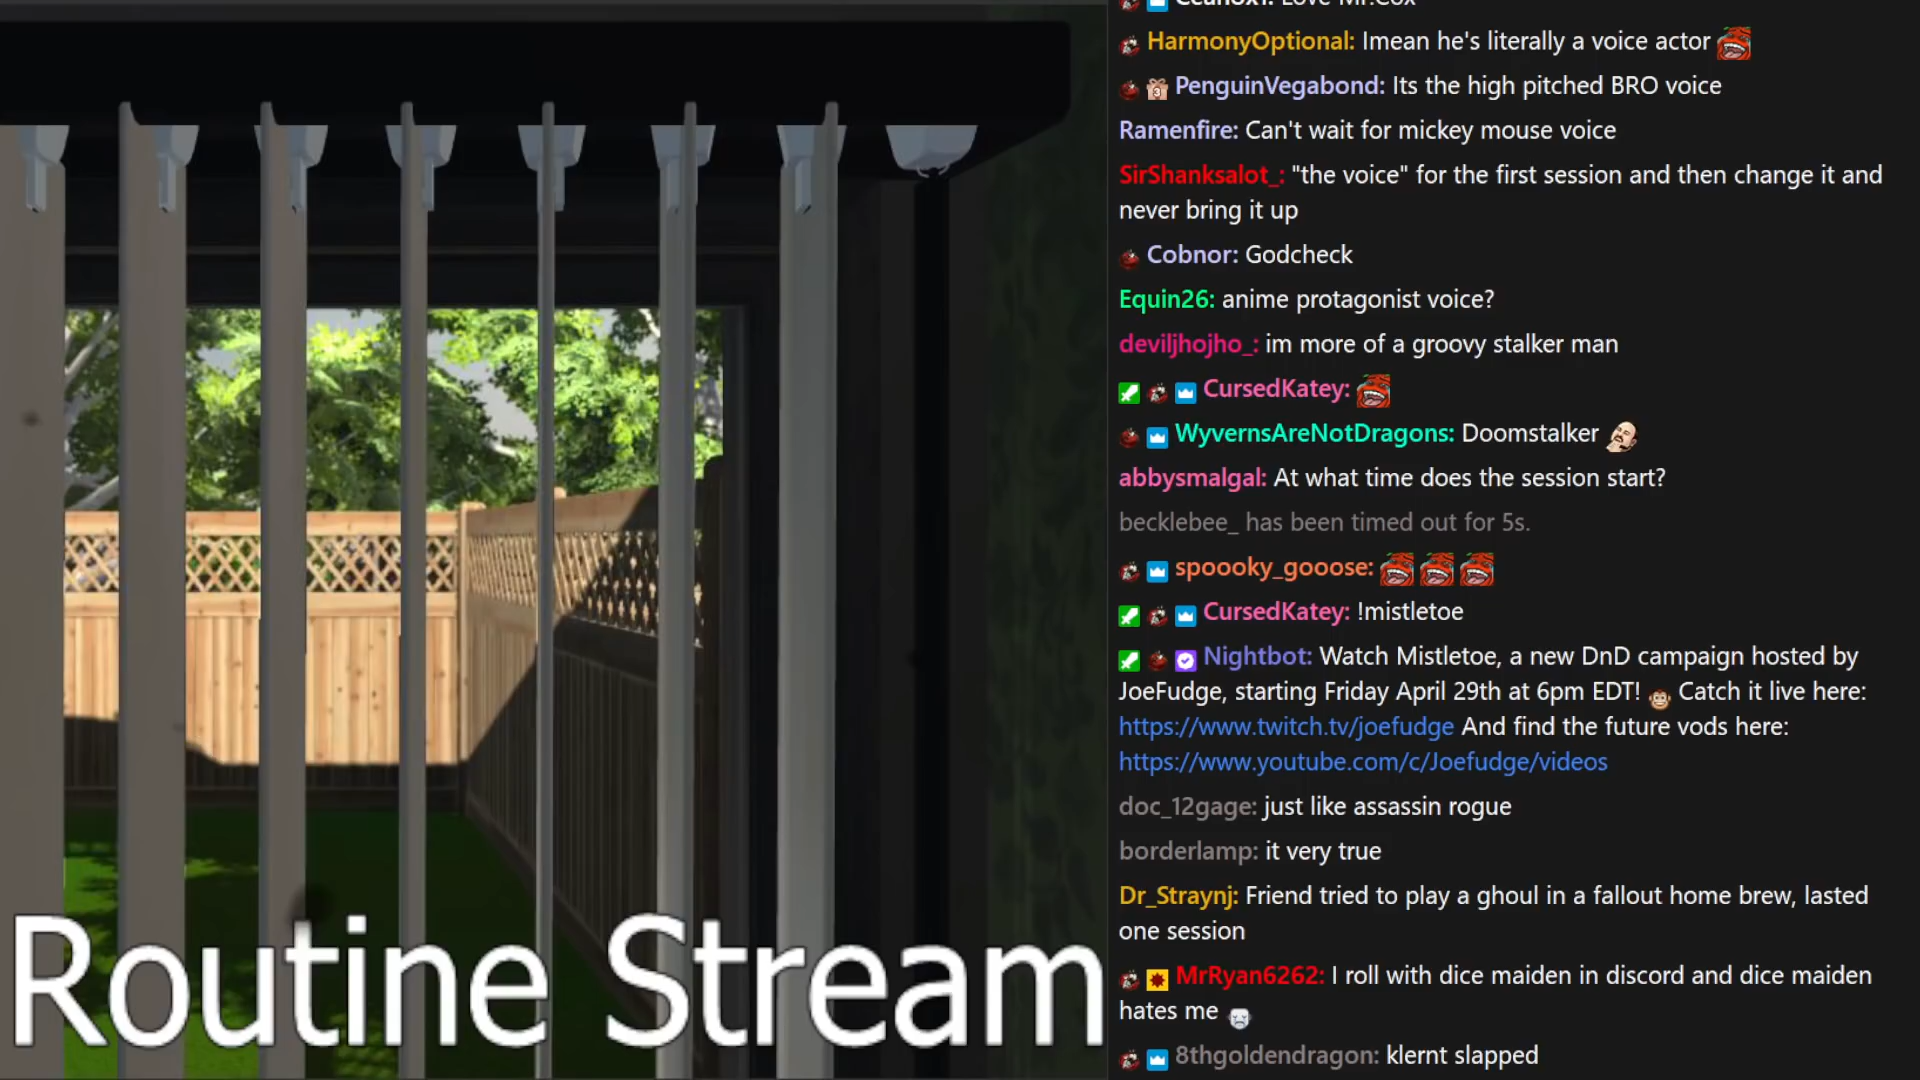 HarmonyOptional: Imean he's literally a voice actor
PenguinVegabond: Its the high pitched BRO voice
Ramenfire: Can't wait for mickey mouse voice
SirShanksalot_: "the voice" for the first session and then change it and
never bring it up
Cobnor: Godcheck
Equin26: anime protagonist voice?
deviljhojho_: im more of a groovy stalker man
CursedKatey:
WyvernsAreNotDragons: Doomstalker
abbysmalgal: At what time does the session start?
becklebee_ has been timed out for 5s.
spoooky_gooose:
CursedKatey: !mistletoe
Nightbot: Watch Mistletoe, a new DnD campaign hosted by
JoeFudge, starting Friday April 29th at 6pm EDT! Catch it live here:
https://www.twitch.tv/joefudge And find the future vods here:
https://www.youtube.com/c/Joefudge/videos
doc_12gage: just like assassin rogue
borderlamp: it very true
Dr_Straynj: Friend tried to play a ghoul in a fallout home brew, lasted
one session
MrRyan6262: I roll with dice maiden in discord and dice maiden
hates me
8thgoldendragon: klernt slapped
Routine Stream